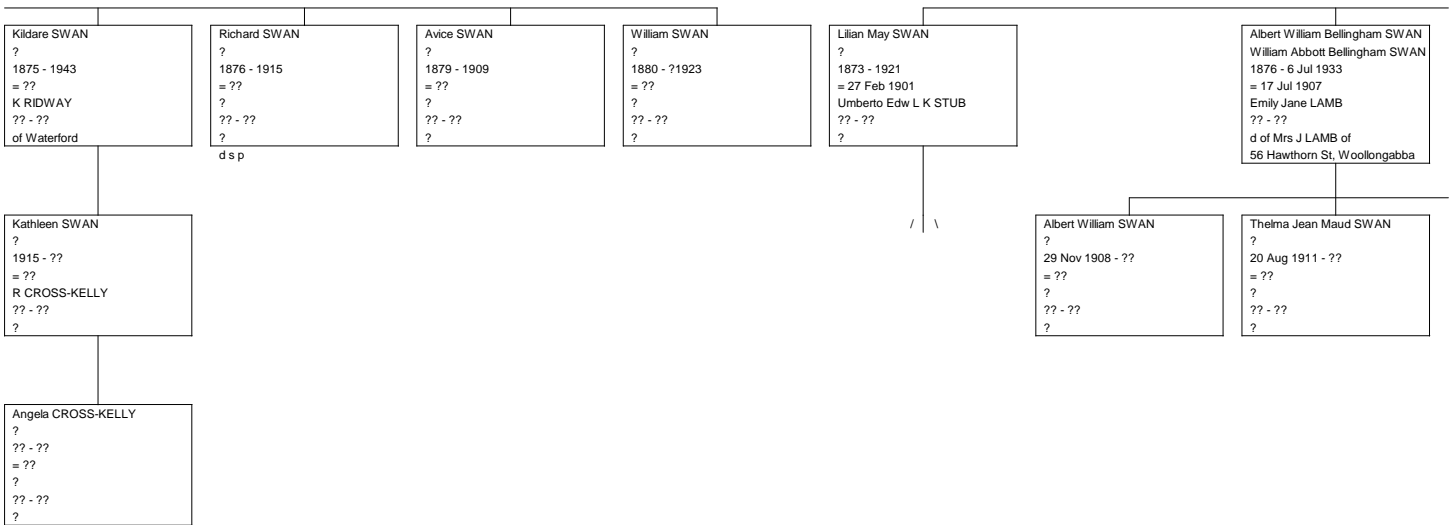 Kildare SWAN
?
1875 - 1943
= ??
K RIDWAY
?? - ??
of Waterford
Richard SWAN
?
1876 - 1915
= ??
?
?? - ??
?
d s p
Avice SWAN
?
1879 - 1909
= ??
?
?? - ??
?
William SWAN
?
1880 - ?1923
= ??
?
?? - ??
?
Lilian May SWAN
?
1873 - 1921
= 27 Feb 1901
Umberto Edw L K STUB
?? - ??
?
Albert William Bellingham SWAN
William Abbott Bellingham SWAN
1876 - 6 Jul 1933
= 17 Jul 1907
Emily Jane LAMB
?? - ??
d of Mrs J LAMB of
56 Hawthorn St, Woollongabba
Kathleen SWAN
?
1915 - ??
= ??
R CROSS-KELLY
?? - ??
?
/ \
Albert William SWAN
?
29 Nov 1908 - ??
= ??
?
?? - ??
?
Thelma Jean Maud SWAN
?
20 Aug 1911 - ??
= ??
?
?? - ??
?
Angela CROSS-KELLY
?
?? - ??
= ??
?
?? - ??
?